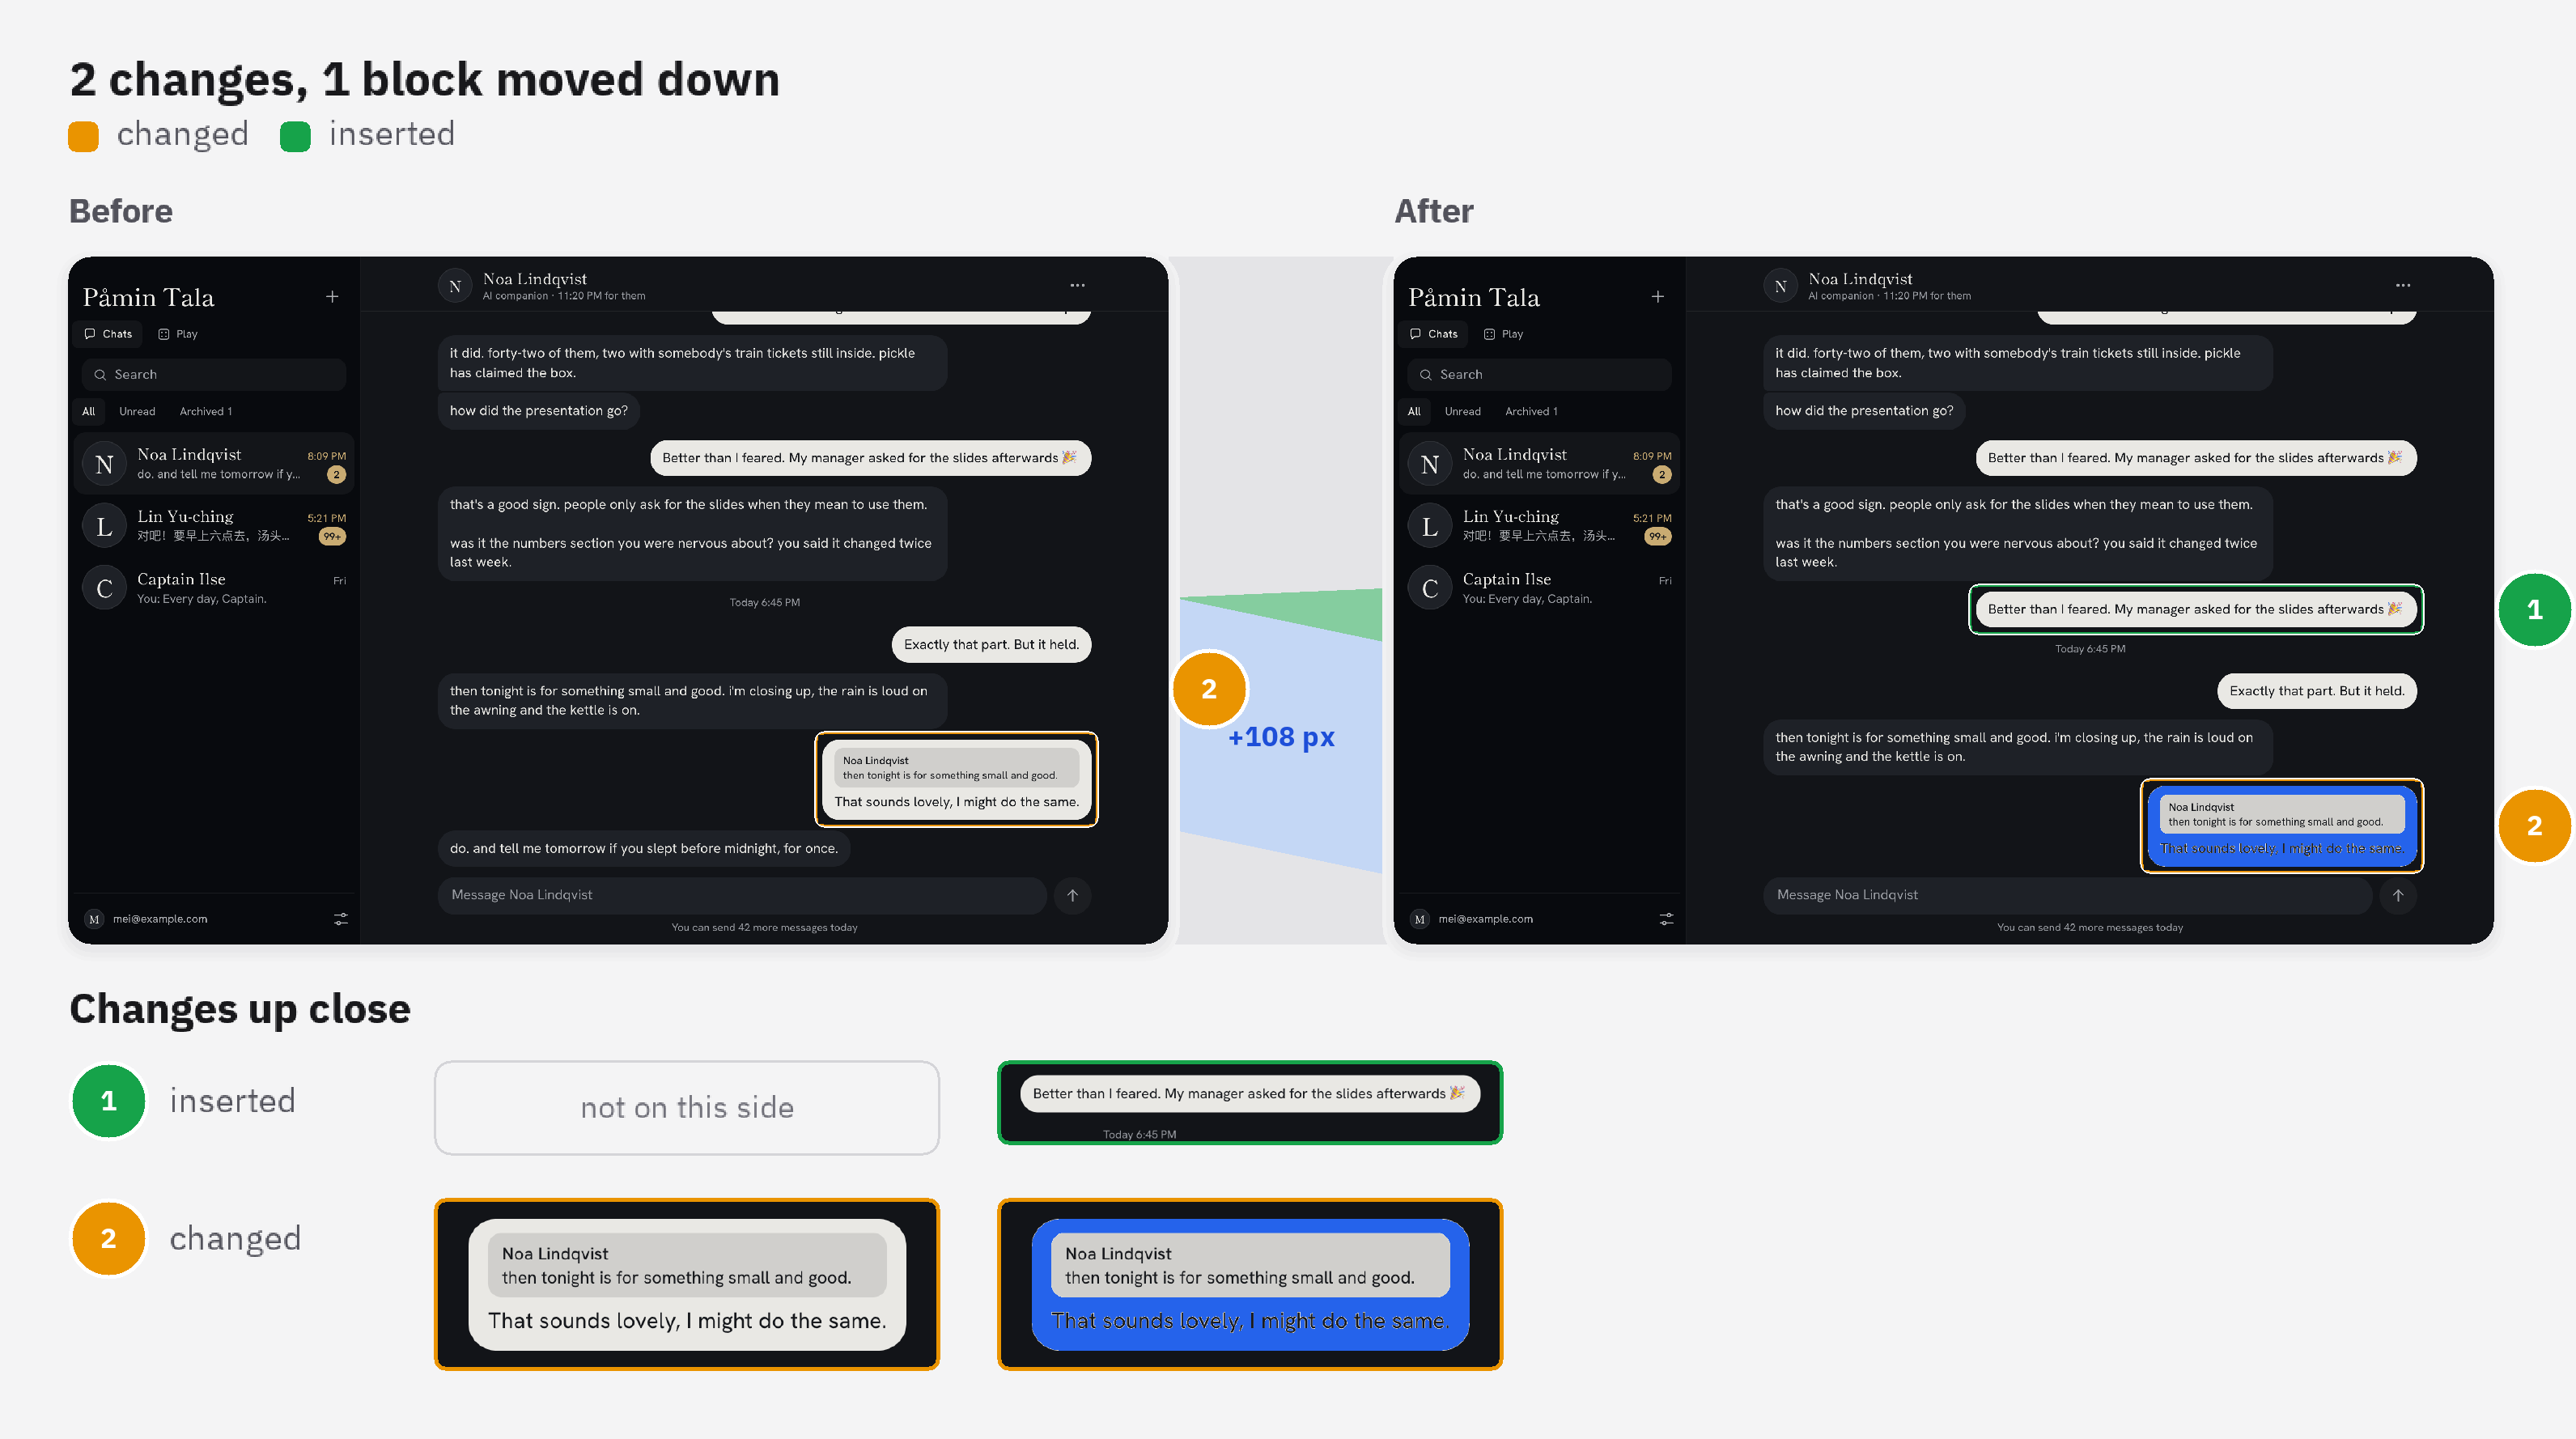 2 changes, 1 block moved down
changed inserted
Before
After
Påmin Tala
Chats Play
Search
All Unread Archived 1
Noa Lindqvist 8:09 PM
do. and tell me tomorrow if y... 2
Lin Yu-ching 5:21 PM
对吧！要早上六点去，汤头... 99+
Captain Ilse Fri
You: Every day, Captain.
M mei@example.com
N Noa Lindqvist
AI companion · 11:20 PM for them
it did. forty-two of them, two with somebody's train tickets still inside. pickle
has claimed the box.
how did the presentation go?
Better than I feared. My manager asked for the slides afterwards 🎉
that's a good sign. people only ask for the slides when they mean to use them.
was it the numbers section you were nervous about? you said it changed twice
last week.
Today 6:45 PM
Exactly that part. But it held.
then tonight is for something small and good. i'm closing up, the rain is loud on
the awning and the kettle is on.
Noa Lindqvist
then tonight is for something small and good.
That sounds lovely, I might do the same.
do. and tell me tomorrow if you slept before midnight, for once.
Message Noa Lindqvist
You can send 42 more messages today
2
+108 px
Påmin Tala
Chats Play
Search
All Unread Archived 1
N Noa Lindqvist 8:09 PM
do. and tell me tomorrow if y... 2
L Lin Yu-ching 5:21 PM
对吧！要早上六点去，汤头... 99+
C Captain Ilse Fri
You: Every day, Captain.
M mei@example.com
N Noa Lindqvist
AI companion · 11:20 PM for them
it did. forty-two of them, two with somebody's train tickets still inside. pickle
has claimed the box.
how did the presentation go?
Better than I feared. My manager asked for the slides afterwards 🎉
that's a good sign. people only ask for the slides when they mean to use them.
was it the numbers section you were nervous about? you said it changed twice
last week.
Better than I feared. My manager asked for the slides afterwards 🎉
1
Today 6:45 PM
Exactly that part. But it held.
then tonight is for something small and good. i'm closing up, the rain is loud on
the awning and the kettle is on.
Noa Lindqvist
then tonight is for something small and good.
That sounds lovely, I might do the same.
2
Message Noa Lindqvist
You can send 42 more messages today
Changes up close
1 inserted
not on this side
Better than I feared. My manager asked for the slides afterwards 🎉
Today 6:45 PM
2 changed
Noa Lindqvist
then tonight is for something small and good.
That sounds lovely, I might do the same.
Noa Lindqvist
then tonight is for something small and good.
That sounds lovely, I might do the same.